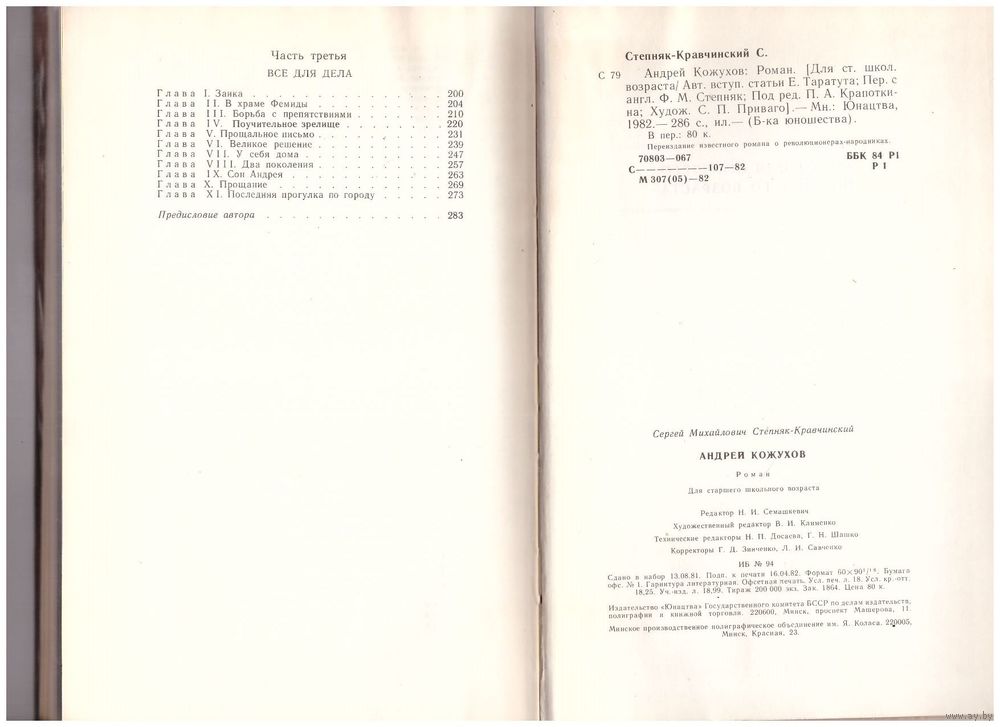 Часть третья
ВСЕ ДЛЯ ДЕЛА
Глава I. Заика . . . . . . . . . . . . . . . 200
Глава II. В храме Фемиды . . . . . . . . . . 204
Глава III. Борьба с препятствиями . . . . . . . 210
Глава IV. Поучительное зрелище . . . . . . . . 220
Глава V. Прощальное письмо . . . . . . . . . . 231
Глава VI. Великое решение . . . . . . . . . . 239
Глава VII. У себя дома . . . . . . . . . . . 247
Глава VIII. Два поколения . . . . . . . . . . 257
Глава IX. Сон Андрея . . . . . . . . . . . . 263
Глава X. Прощание . . . . . . . . . . . . . 269
Глава XI. Последняя прогулка по городу . . . . . 273
Предисловие автора . . . . . . . . . . . . . 283
Степняк-Кравчинский С.
С 79 Андрей Кожухов: Роман. [Для ст. школ.
возраста/ Авт. вступ. статьи Е. Таратута; Пер. с
англ. Ф. М. Степняк; Под ред. П. А. Крапотки-
на; Худож. С. П. Приваго].— Мн.: Юнацтва,
1982.— 286 с., ил.— (Б-ка юношества).
В пер.: 80 к.
Переиздание известного романа о революционерах-народниках.
70803—067 ББК 84 Р1
С———————107—82 Р 1
М 307(05)—82
Сергей Михайлович Степняк-Кравчинский
АНДРЕЙ КОЖУХОВ
Роман
Для старшего школьного возраста
Редактор Н. И. Семашкевич
Художественный редактор В. И. Клименко
Технические редакторы Н. П. Досаева, Г. Н. Шашко
Корректоры Г. Д. Зинченко, Л. И. Савченко
ИБ № 94
Сдано в набор 13.08.81. Подп. к печати 16.04.82. Формат 60×90¹/¹⁶. Бумага
офс. № 1. Гарнитура литературная. Офсетная печать. Усл. печ. л. 18. Усл. кр.-отт.
18,25. Уч.-изд. л. 18,99. Тираж 200 000 экз. Зак. 1864. Цена 80 к.
Издательство «Юнацтва» Государственного комитета БССР по делам издательств,
полиграфии и книжной торговли. 220600, Минск, проспект Машерова, 11.
Минское производственное полиграфическое объединение им. Я. Коласа. 220005,
Минск, Красная, 23.
www.ay.by